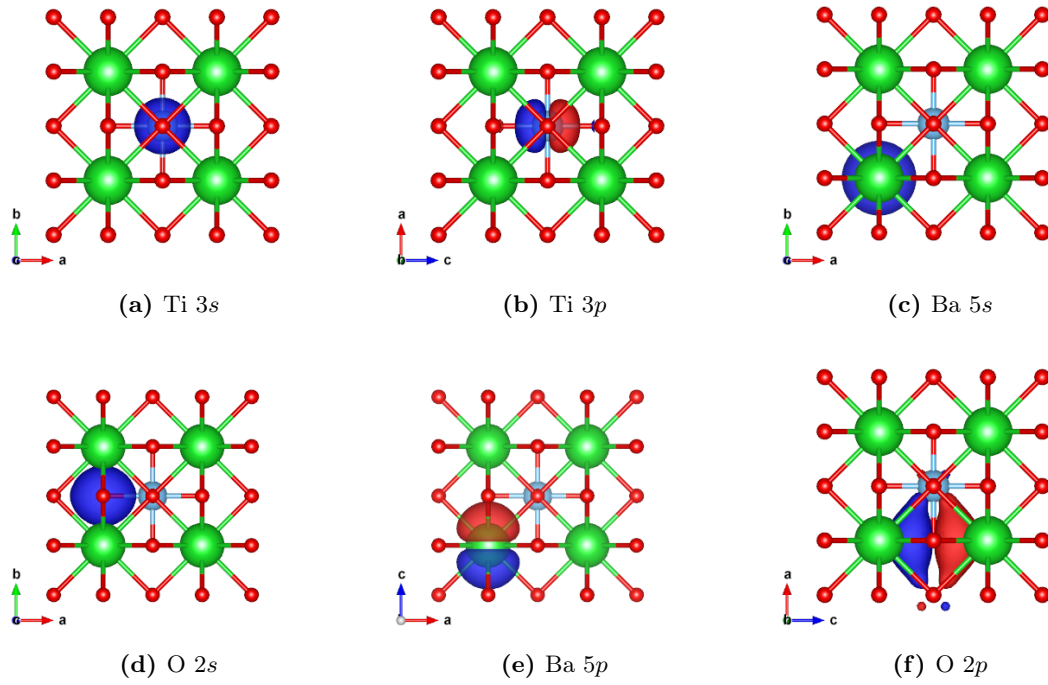 b
c a
(a) Ti 3s
a
b c
(b) Ti 3p
b
c a
(c) Ba 5s
b
c a
(d) O 2s
c
a
(e) Ba 5p
a
b c
(f) O 2p